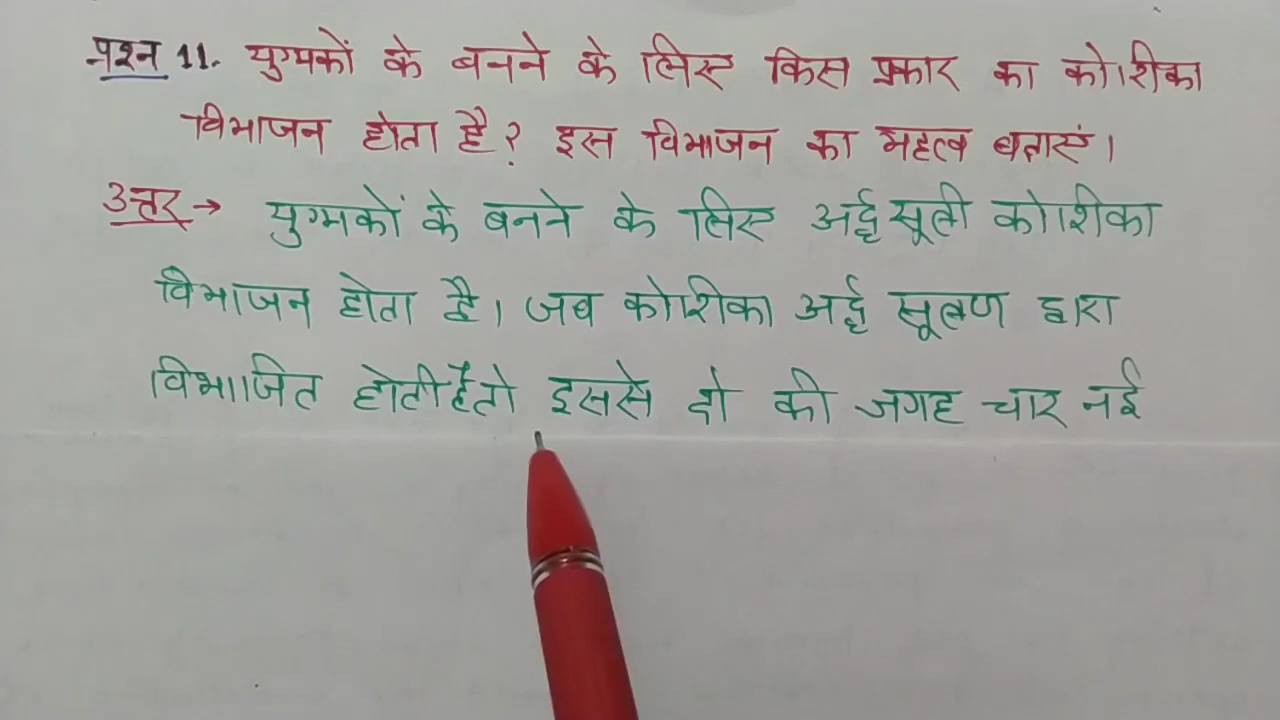 प्रश्न 11. युग्मकों के बनने के लिए किस प्रकार का कोशिका
विभाजन होता है? इस विभाजन का महत्व बताएं।
उत्तर → युग्मकों के बनने के लिए अर्द्धसूत्री कोशिका
विभाजन होता है। जब कोशिका अर्द्ध सूत्रण द्वारा
विभाजित होती है तो इससे दो की जगह चार नई